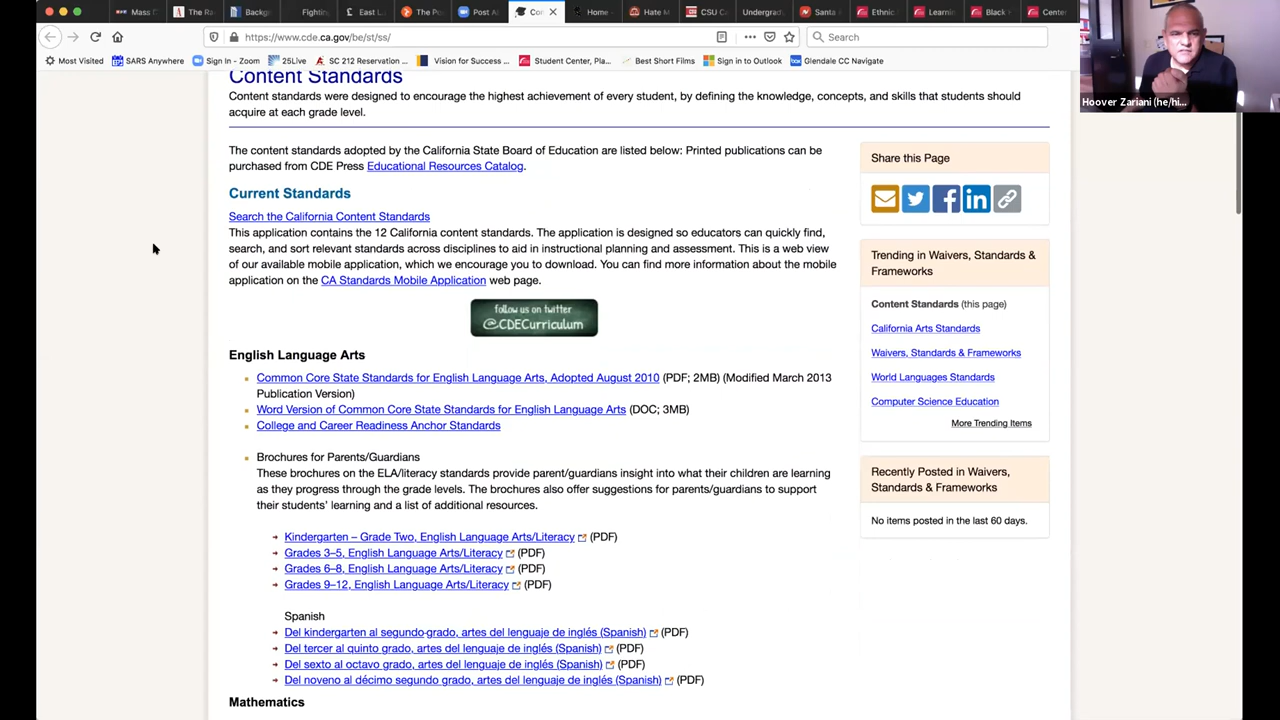 Mass D
The Ra
Backg
Fighting
East L
The Po
Post A
Con
Home
Hate M
CSU C
Undergradu
Santa
Ethnic
Learnin
Black
Center
https://www.cde.ca.gov/be/st/ss/
Search
Most Visited
SARS Anywhere
Sign In - Zoom
25Live
SC 212 Reservation ...
Vision for Success ...
Student Center, Pla...
Best Short Films
Sign in to Outlook
Glendale CC Navigate
Hoover Zariani (he/hi...
Content Standards
Content standards were designed to encourage the highest achievement of every student, by defining the knowledge, concepts, and skills that students should
acquire at each grade level.
The content standards adopted by the California State Board of Education are listed below: Printed publications can be
purchased from CDE Press Educational Resources Catalog.
Current Standards
Search the California Content Standards
This application contains the 12 California content standards. The application is designed so educators can quickly find,
search, and sort relevant standards across disciplines to aid in instructional planning and assessment. This is a web view
of our available mobile application, which we encourage you to download. You can find more information about the mobile
application on the CA Standards Mobile Application web page.
follow us on twitter
@CDECurriculum
English Language Arts
Common Core State Standards for English Language Arts, Adopted August 2010 (PDF; 2MB) (Modified March 2013
Publication Version)
Word Version of Common Core State Standards for English Language Arts (DOC; 3MB)
College and Career Readiness Anchor Standards
Brochures for Parents/Guardians
These brochures on the ELA/literacy standards provide parent/guardians insight into what their children are learning
as they progress through the grade levels. The brochures also offer suggestions for parents/guardians to support
their students' learning and a list of additional resources.
Kindergarten – Grade Two, English Language Arts/Literacy (PDF)
Grades 3–5, English Language Arts/Literacy (PDF)
Grades 6–8, English Language Arts/Literacy (PDF)
Grades 9–12, English Language Arts/Literacy (PDF)
Spanish
Del kindergarten al segundo grado, artes del lenguaje de inglés (Spanish) (PDF)
Del tercer al quinto grado, artes del lenguaje de inglés (Spanish) (PDF)
Del sexto al octavo grado, artes del lenguaje de inglés (Spanish) (PDF)
Del noveno al décimo segundo grado, artes del lenguaje de inglés (Spanish) (PDF)
Mathematics
Share this Page
Trending in Waivers, Standards &
Frameworks
Content Standards (this page)
California Arts Standards
Waivers, Standards & Frameworks
World Languages Standards
Computer Science Education
More Trending Items
Recently Posted in Waivers,
Standards & Frameworks
No items posted in the last 60 days.